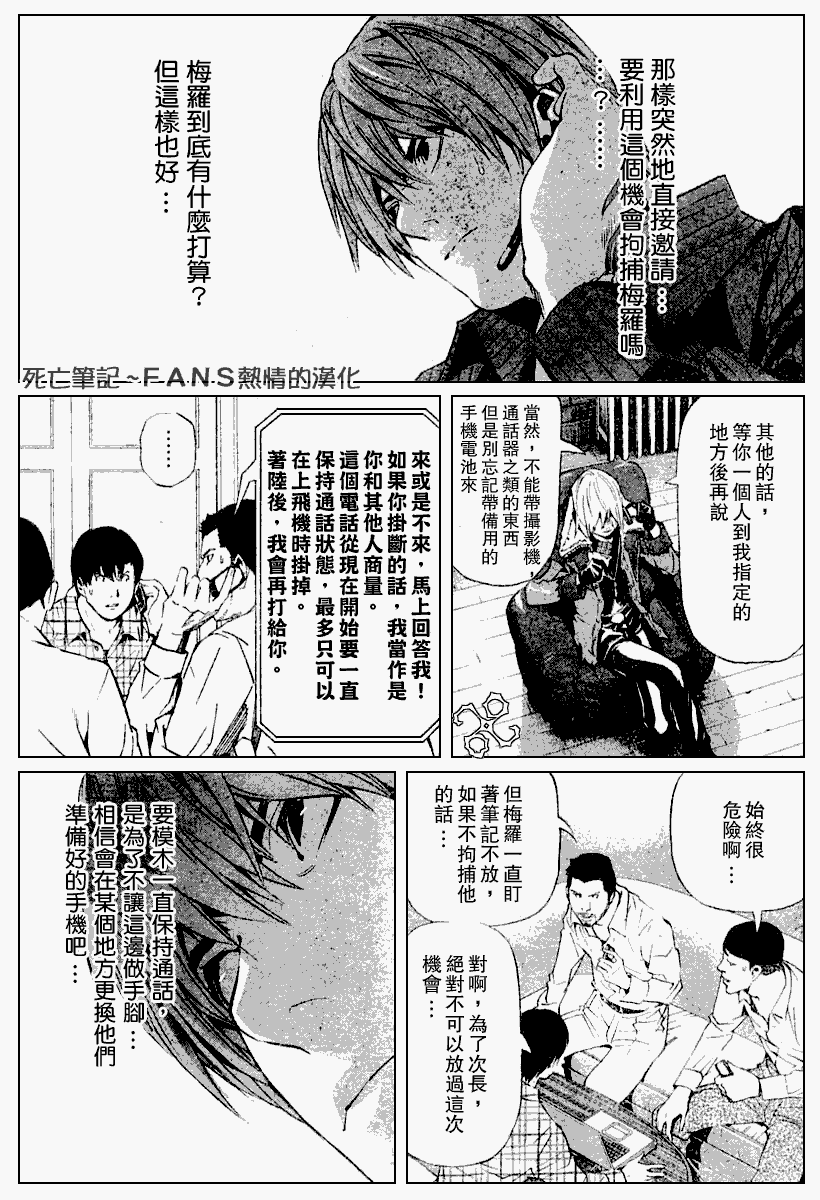 那樣突然地直接邀請…
要利用這個機會拘捕梅羅嗎
…？……
梅羅到底有什麼打算？
但這樣也好…
死亡筆記~F.A.N.S熱情的漢化
其他的話，
等你一個人到我指定的
地方後再說
當然，不能帶攝影機，
通話器之類的東西
但是別忘記帶備用的
手機電池來
來或是不來，馬上回答我！
如果你掛斷的話，我當作是
你和其他人商量。
這個電話從現在開始要一直
保持通話狀態，最多只可以
在上飛機時掛掉。
著陸後，我會再打給你。
……
始終很
危險啊…
但梅羅一直盯
著筆記不放，
如果不拘捕他
的話…
對啊，為了次長，
絕對不可以放過這次
機會…
要模木一直保持通話，
是為了不讓這邊做手腳…
相信會在某個地方更換他們
準備好的手機吧…